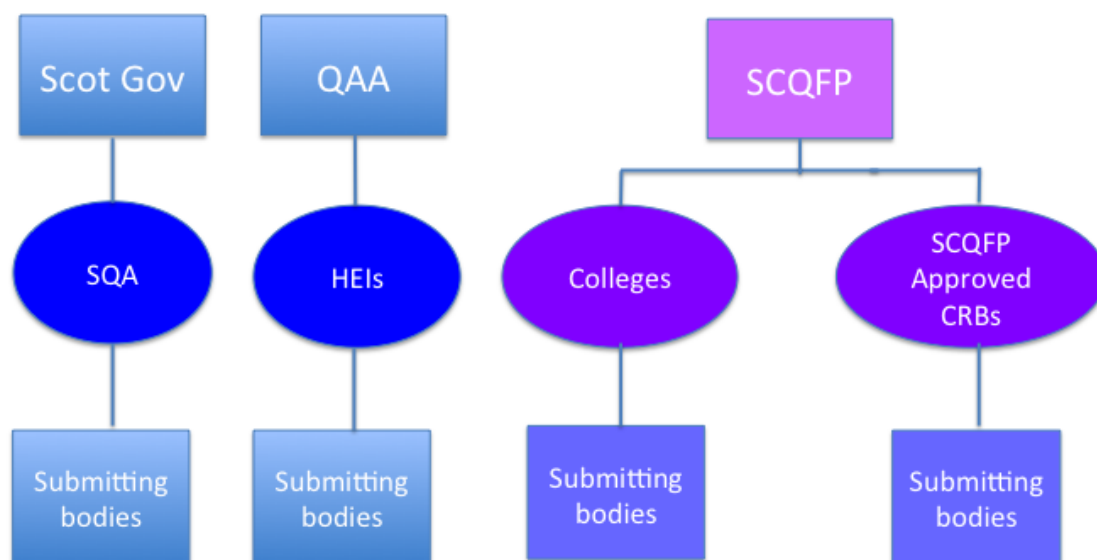 Scot Gov
QAA
SCQFP
SQA
HEIs
Colleges
SCQFP
Approved
CRBs
Submitting
bodies
Submitting
bodies
Submitting
bodies
Submitting
bodies